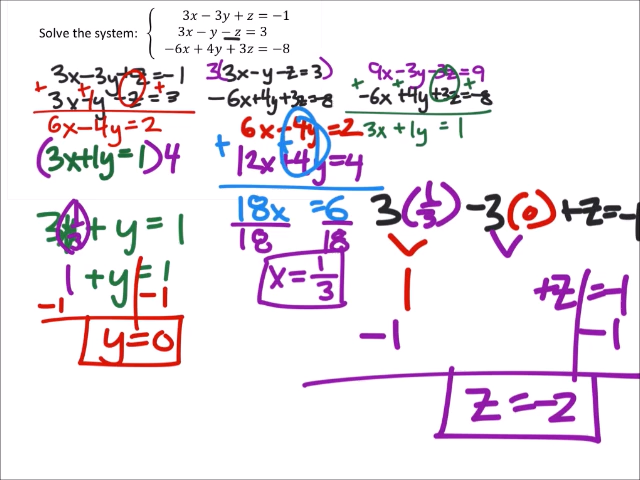 Solve the system:
3x − 3y + z = −1
3x − y − z = 3
−6x + 4y + 3z = −8
3x − 3y + z = −1
+ + +
3x − 1y − z = 3
6x − 4y = 2
(3x + 1y = 1)4
3(3x − y − z = 3)
−6x + 4y + 3z = −8
6x − 4y = 2
+ +
12x + 4y = 4
18x = 6
18 18
x = 1/3
9x − 3y − 3z = 9
+ + +
−6x + 4y + 3z = −8
3x + 1y = 1
3(1/3) + y = 1
1 + y = 1
−1 −1
y = 0
3(1/3) − 3(0) + z = −1
1 + z = −1
−1 −1
z = −2